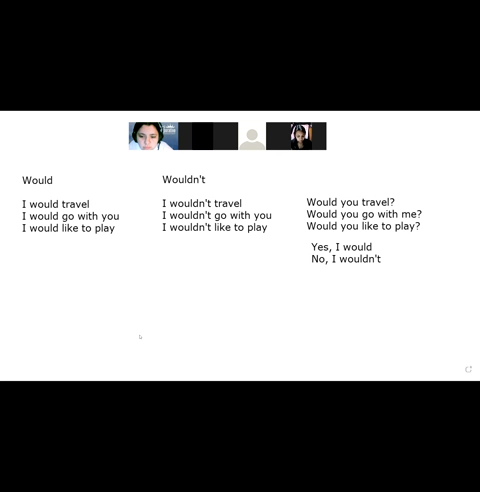 Would
I would travel
I would go with you
I would like to play
Wouldn't
I wouldn't travel
I wouldn't go with you
I wouldn't like to play
Would you travel?
Would you go with me?
Would you like to play?
Yes, I would
No, I wouldn't